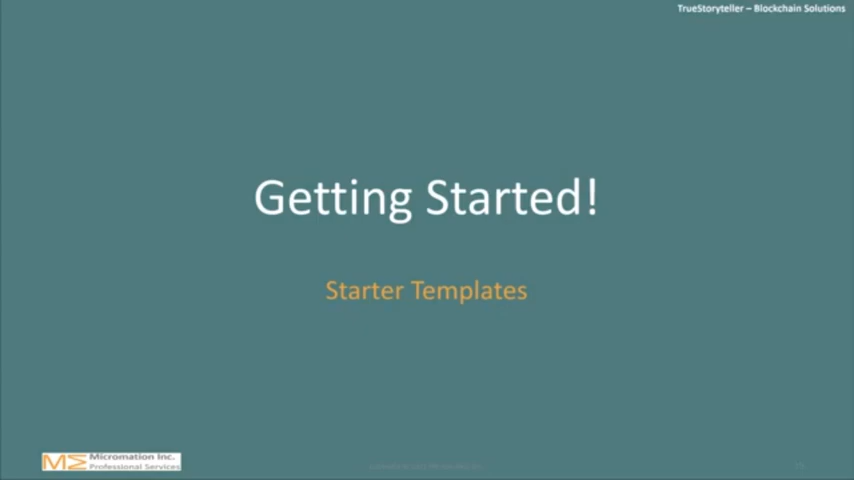 TrueStoryteller – Blockchain Solutions
Getting Started!
Starter Templates
Micromation Inc.
Professional Services